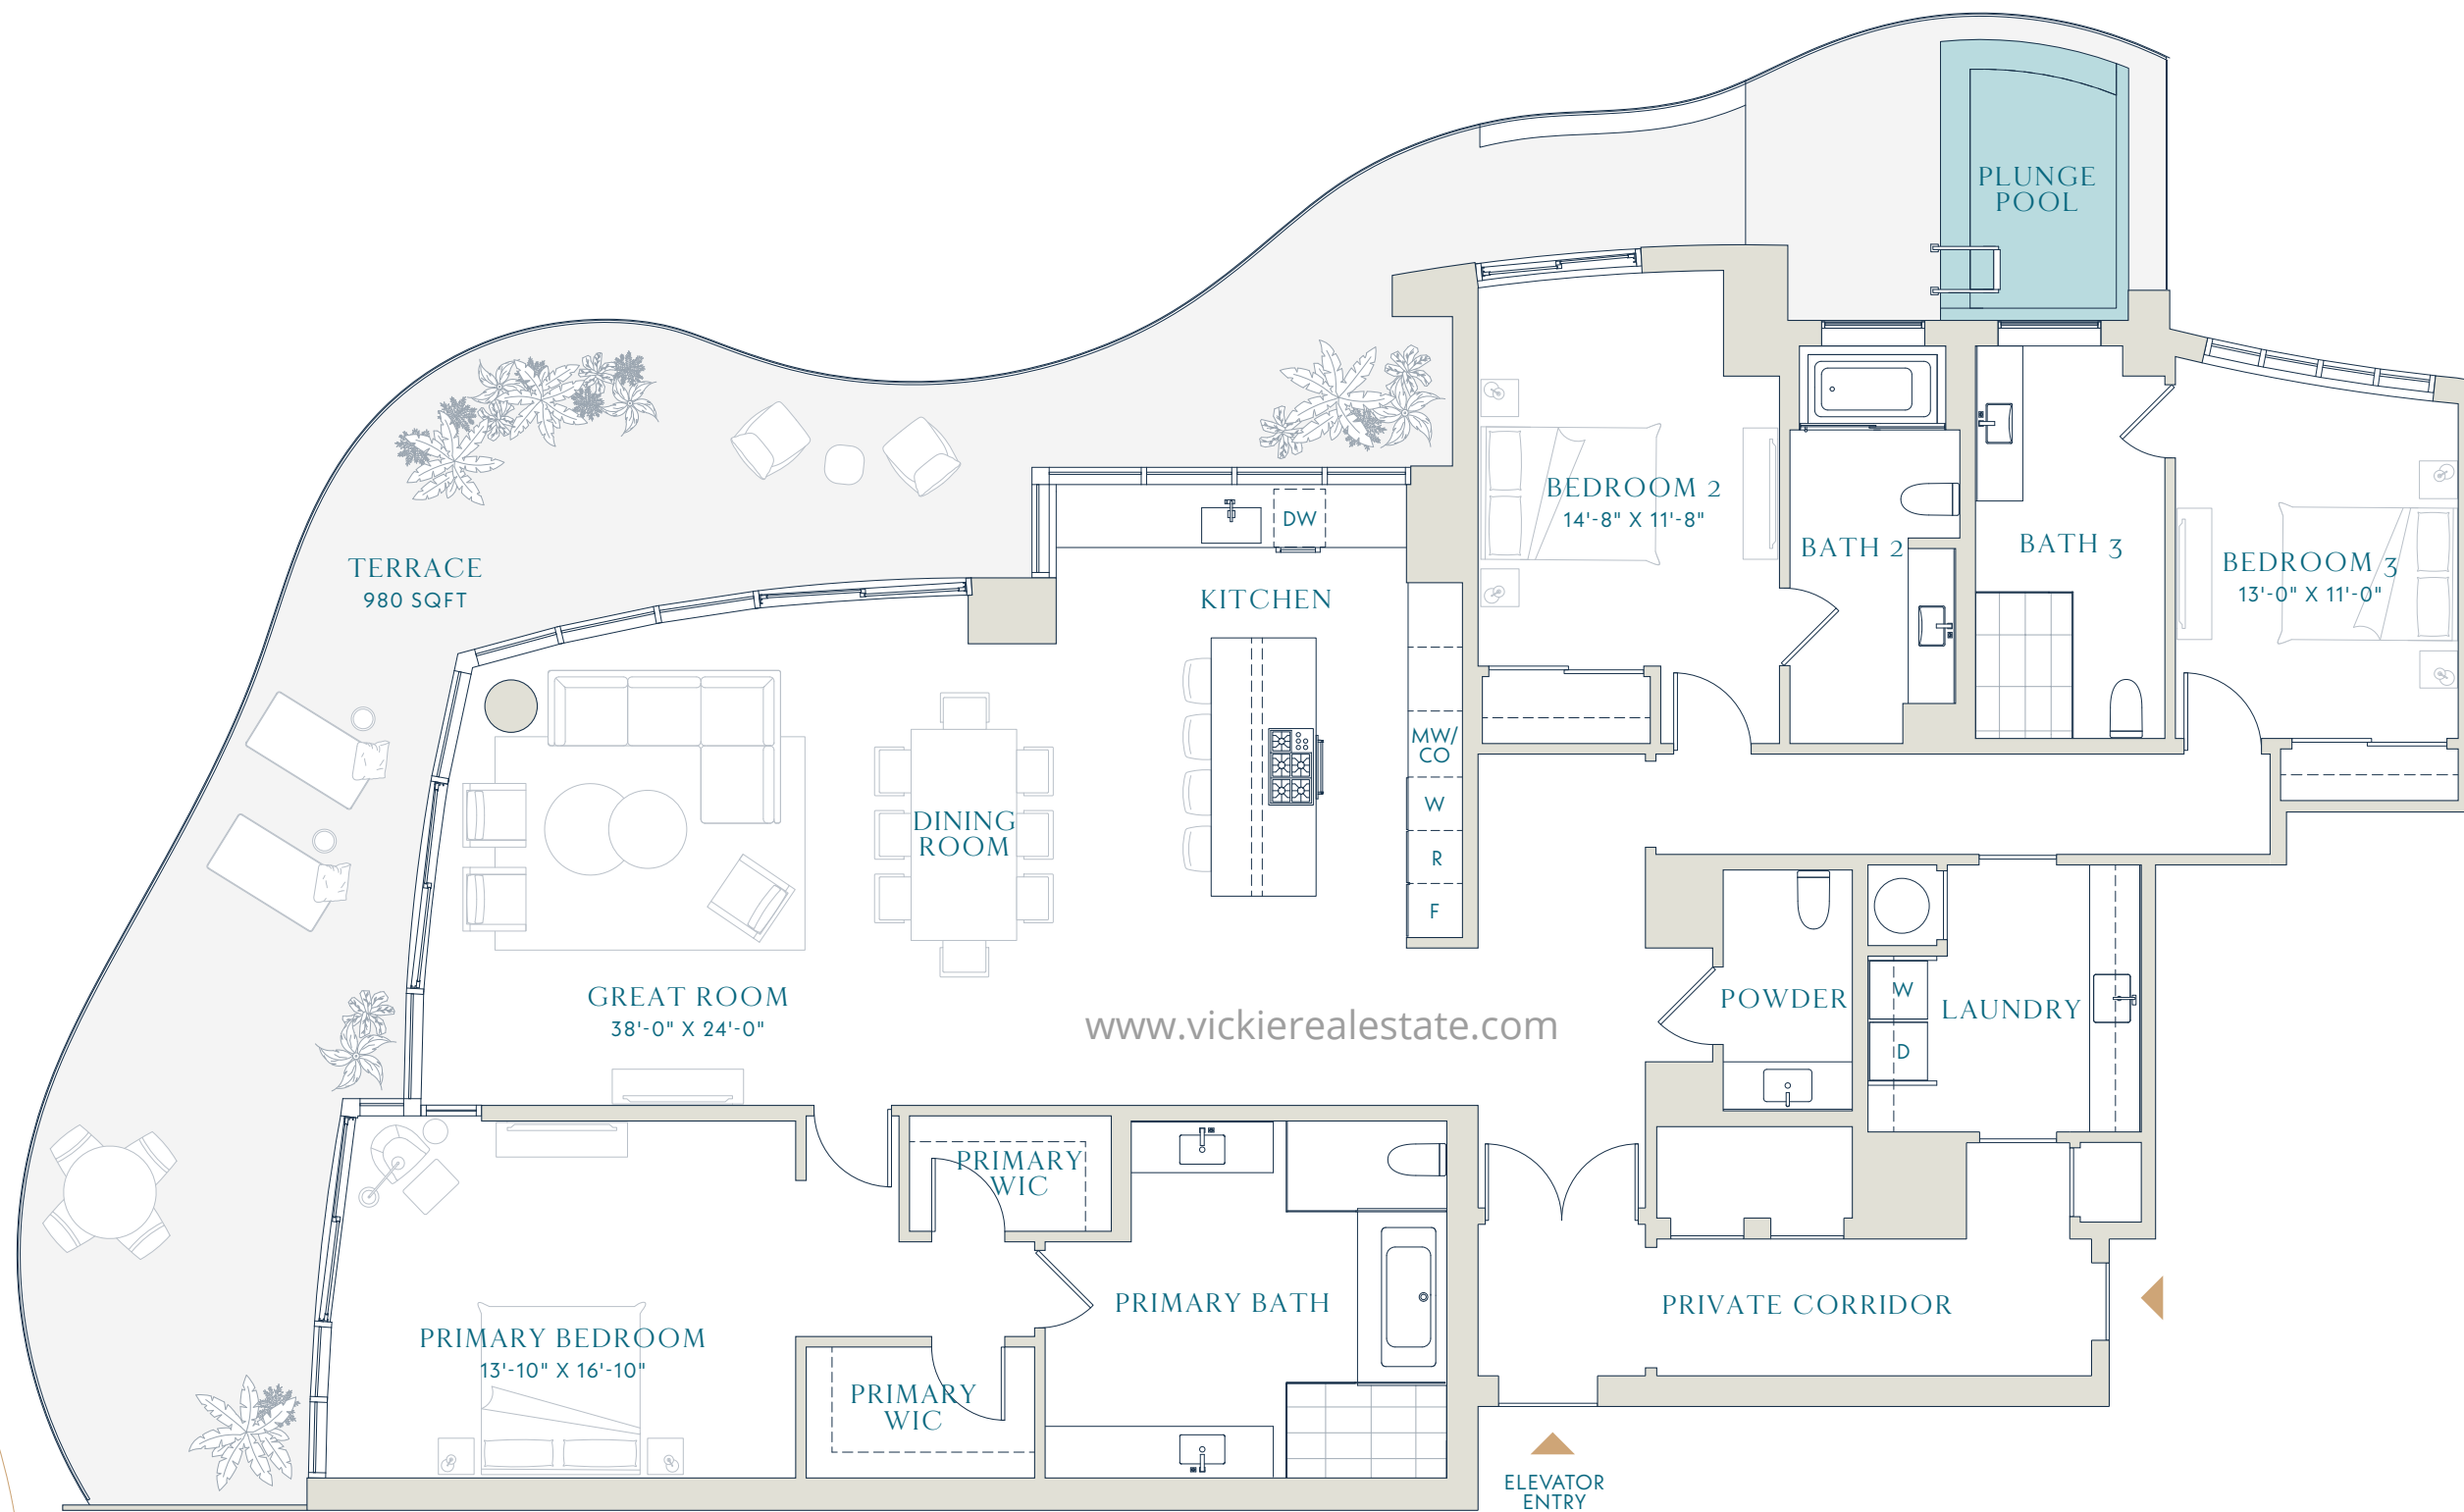 PLUNGE
POOL
BEDROOM 2
14'-8" X 11'-8"
BATH 2
BATH 3
BEDROOM 3
13'-0" X 11'-0"
TERRACE
980 SQFT
DW
KITCHEN
MW/
CO
W
R
F
DINING
ROOM
GREAT ROOM
38'-0" X 24'-0"
www.vickierealestate.com
POWDER
W
D
LAUNDRY
PRIMARY
WIC
PRIMARY BATH
PRIVATE CORRIDOR
PRIMARY BEDROOM
13'-10" X 16'-10"
PRIMARY
WIC
ELEVATOR
ENTRY